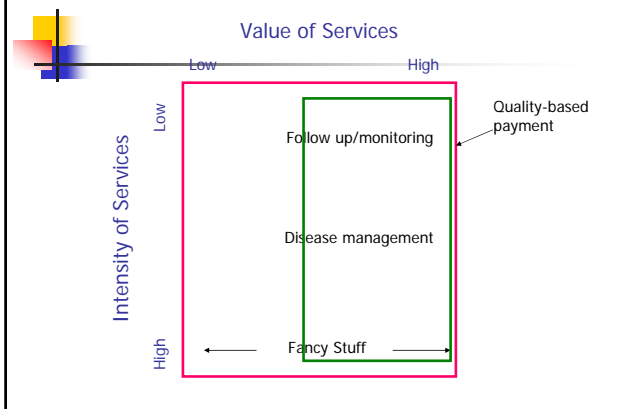 Value of Services
Low High
Low
Intensity of Services
High
Quality-based
payment
Follow up/monitoring
Disease management
Fancy Stuff